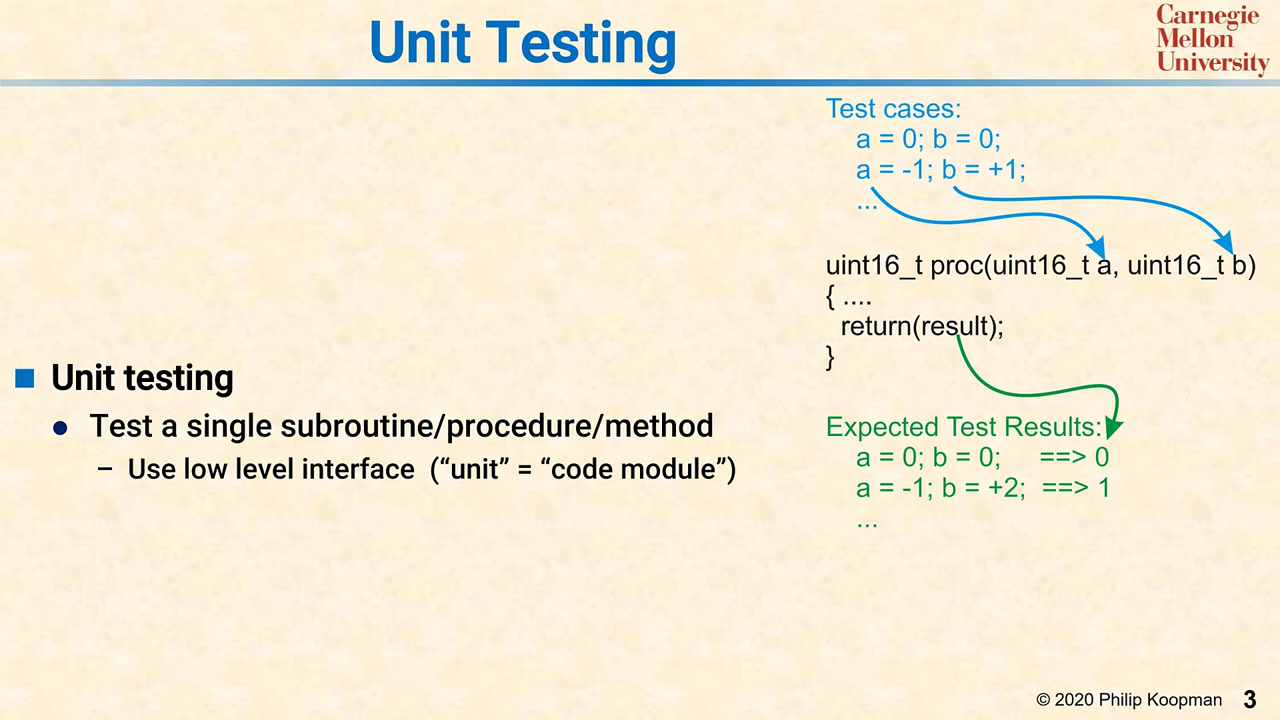 Unit Testing
Carnegie
Mellon
University
Test cases:
a = 0; b = 0;
a = -1; b = +1;
...
uint16_t proc(uint16_t a, uint16_t b)
{ ....
return(result);
}
■ Unit testing
● Test a single subroutine/procedure/method
– Use low level interface (“unit” = “code module”)
Expected Test Results:
a = 0; b = 0; ==> 0
a = -1; b = +2; ==> 1
...
© 2020 Philip Koopman 3